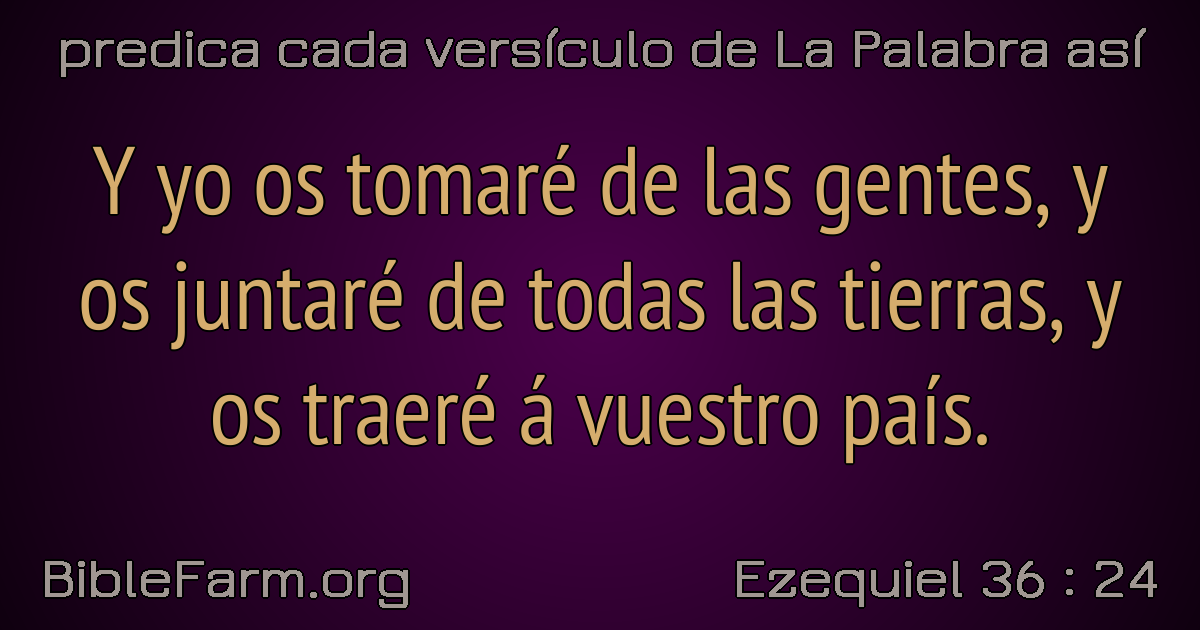 predica cada versículo de La Palabra así
Y yo os tomaré de las gentes, y
os juntaré de todas las tierras, y
os traeré á vuestro país.
BibleFarm.org
Ezequiel 36 : 24